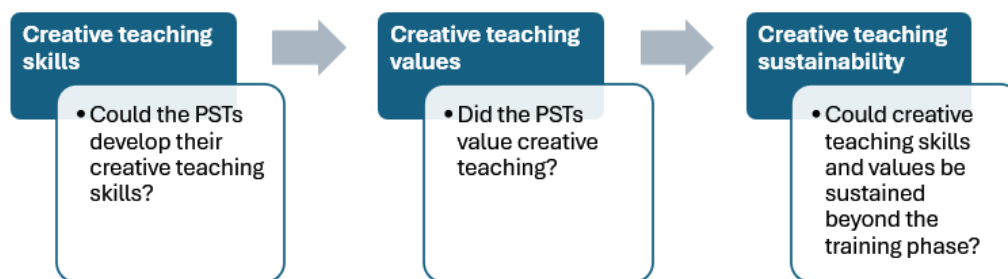 Creative teaching
skills
• Could the PSTs
develop their
creative teaching
skills?
Creative teaching
values
• Did the PSTs
value creative
teaching?
Creative teaching
sustainability
• Could creative
teaching skills
and values be
sustained
beyond the
training phase?